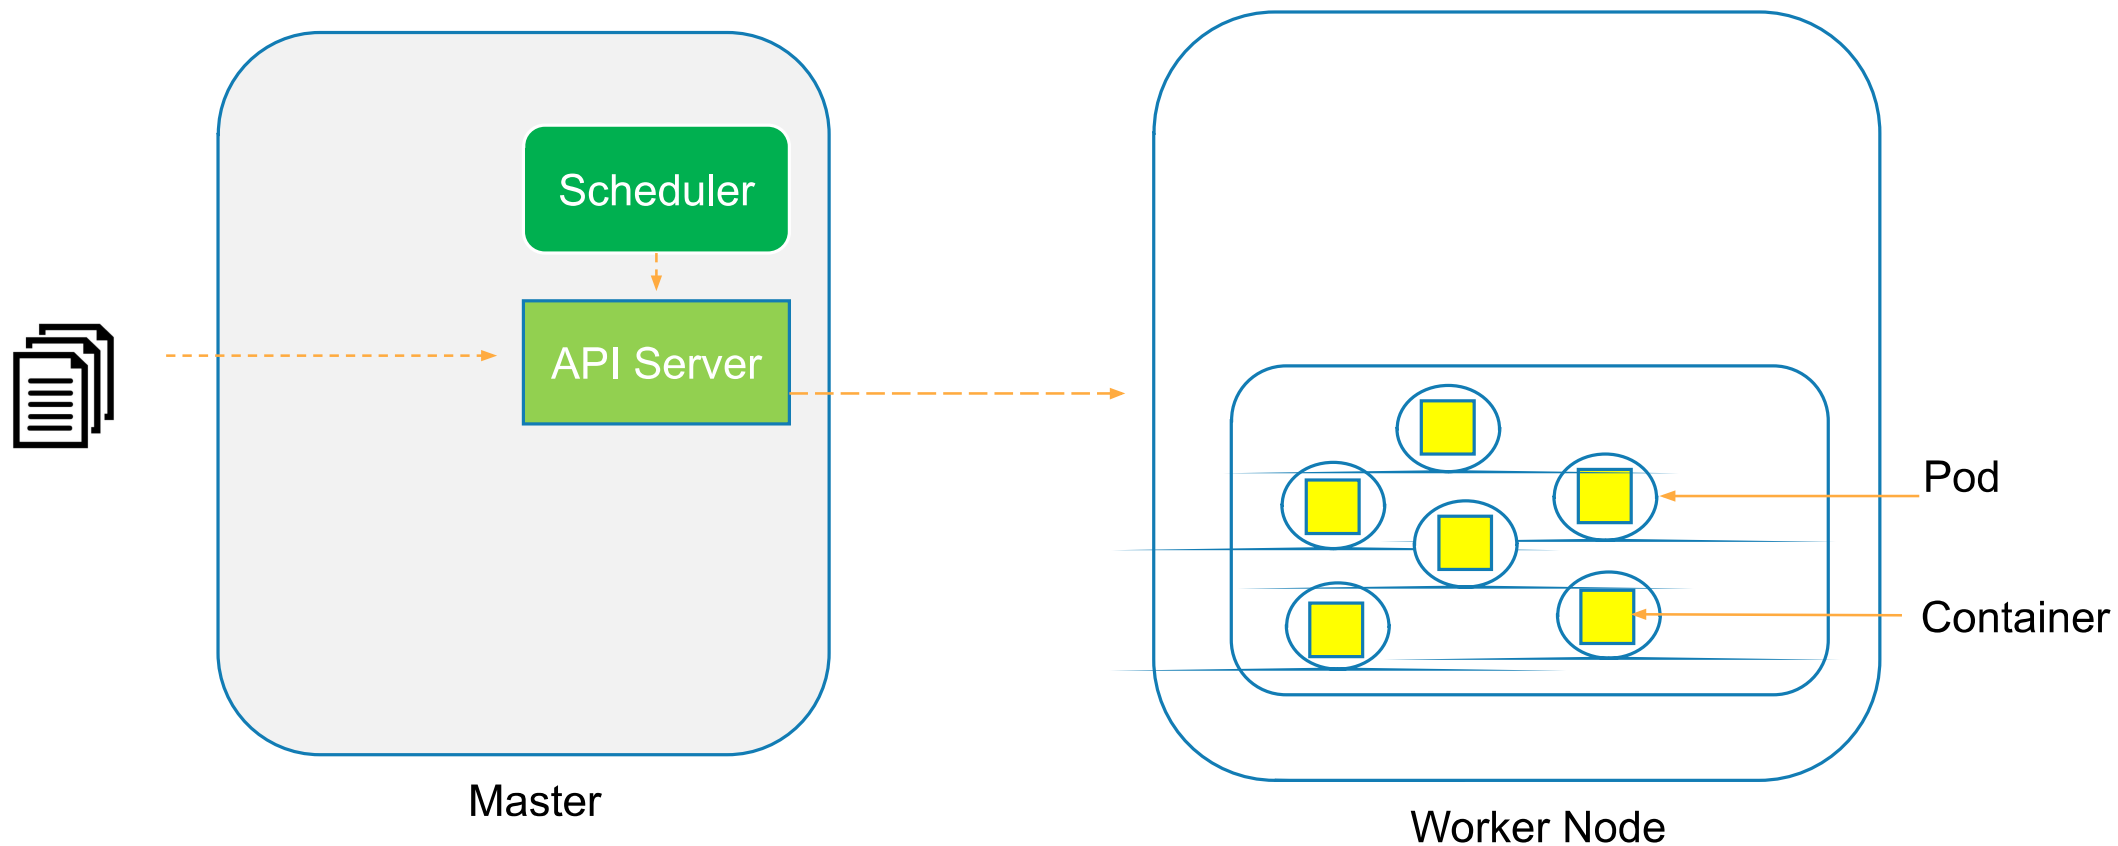 Scheduler
API Server
Master
Pod
Container
Worker Node